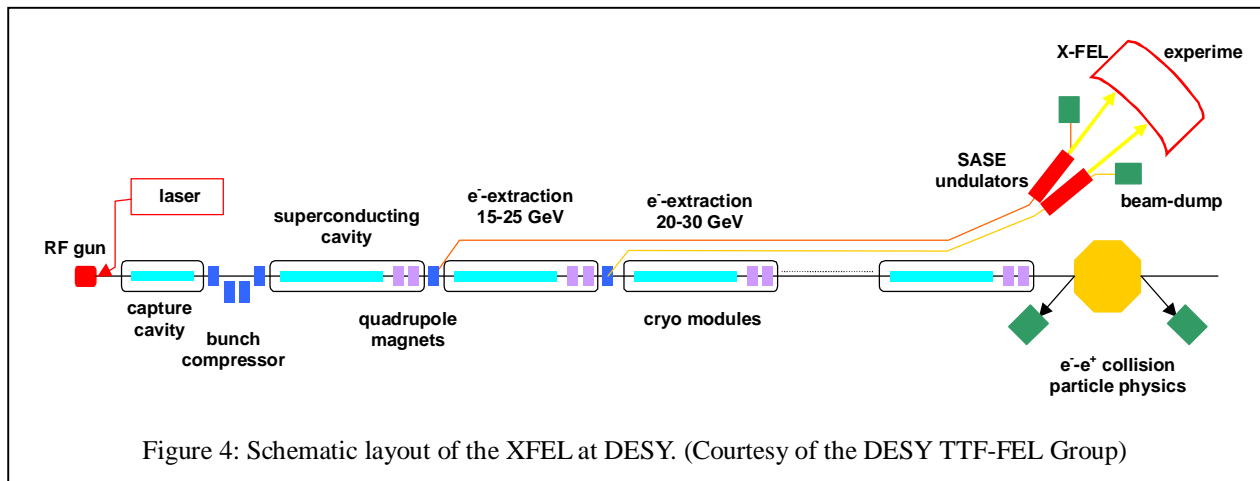 X-FEL
experime
SASE
undulators
beam-dump
laser
RF gun
superconducting
cavity
e⁻-extraction
15-25 GeV
e⁻-extraction
20-30 GeV
capture
cavity
bunch
compressor
quadrupole
magnets
cryo modules
e⁻-e⁺ collision
particle physics
Figure 4: Schematic layout of the XFEL at DESY. (Courtesy of the DESY TTF-FEL Group)